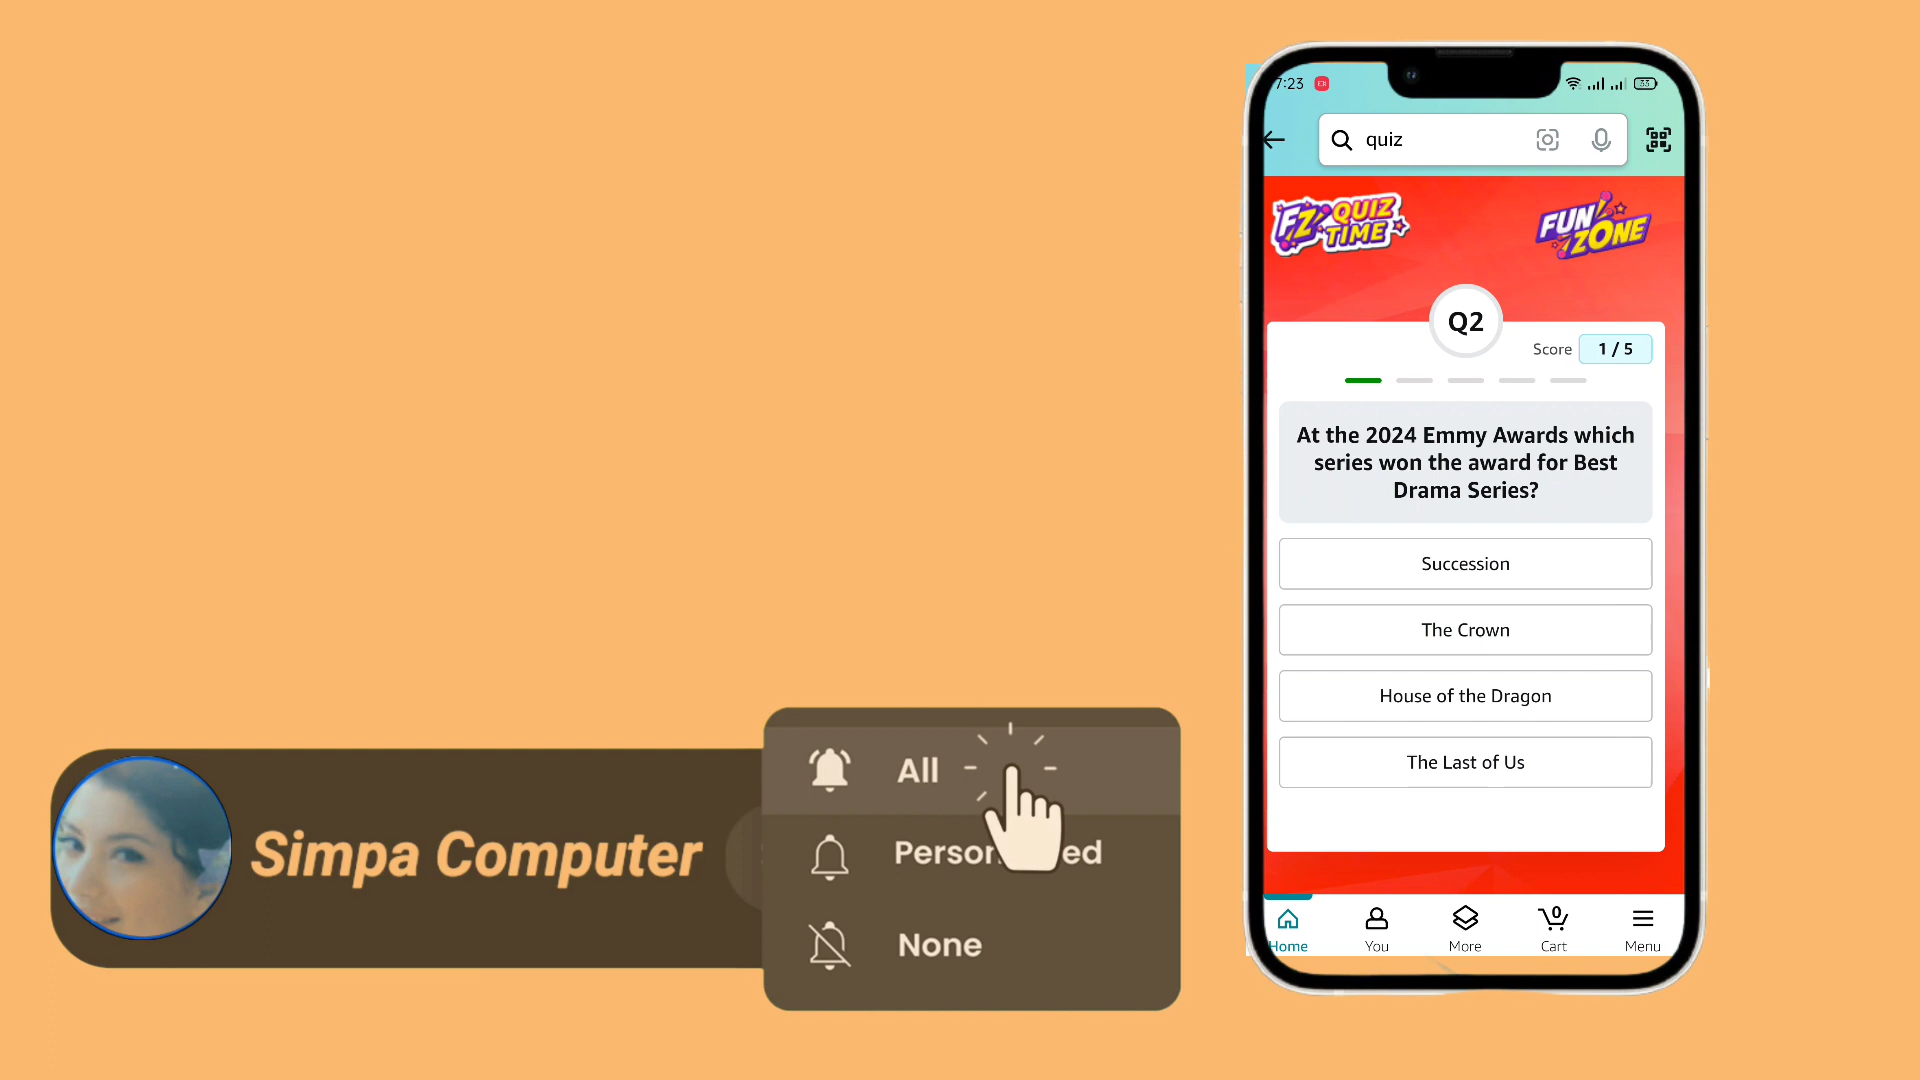 7:23
33
quiz
FZ QUIZ TIME
FUN ZONE
Q2
Score 1 / 5
At the 2024 Emmy Awards which
series won the award for Best
Drama Series?
Succession
The Crown
House of the Dragon
The Last of Us
0
Home You More Cart Menu
Simpa Computer
All
None